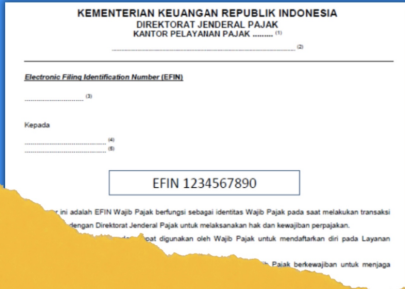 KEMENTERIAN KEUANGAN REPUBLIK INDONESIA
DIREKTORAT JENDERAL PAJAK
KANTOR PELAYANAN PAJAK ......... (1)
(2)
Electronic Filing Identification Number (EFIN)
(3)
Kepada
(4)
(5)
EFIN 1234567890
ini adalah EFIN Wajib Pajak berfungsi sebagai identitas Wajib Pajak pada saat melakukan transaksi
dengan Direktorat Jenderal Pajak untuk melaksanakan hak dan kewajiban perpajakan.
digunakan oleh Wajib Pajak untuk mendaftarkan diri pada Layanan
Pajak berkewajiban untuk menjaga